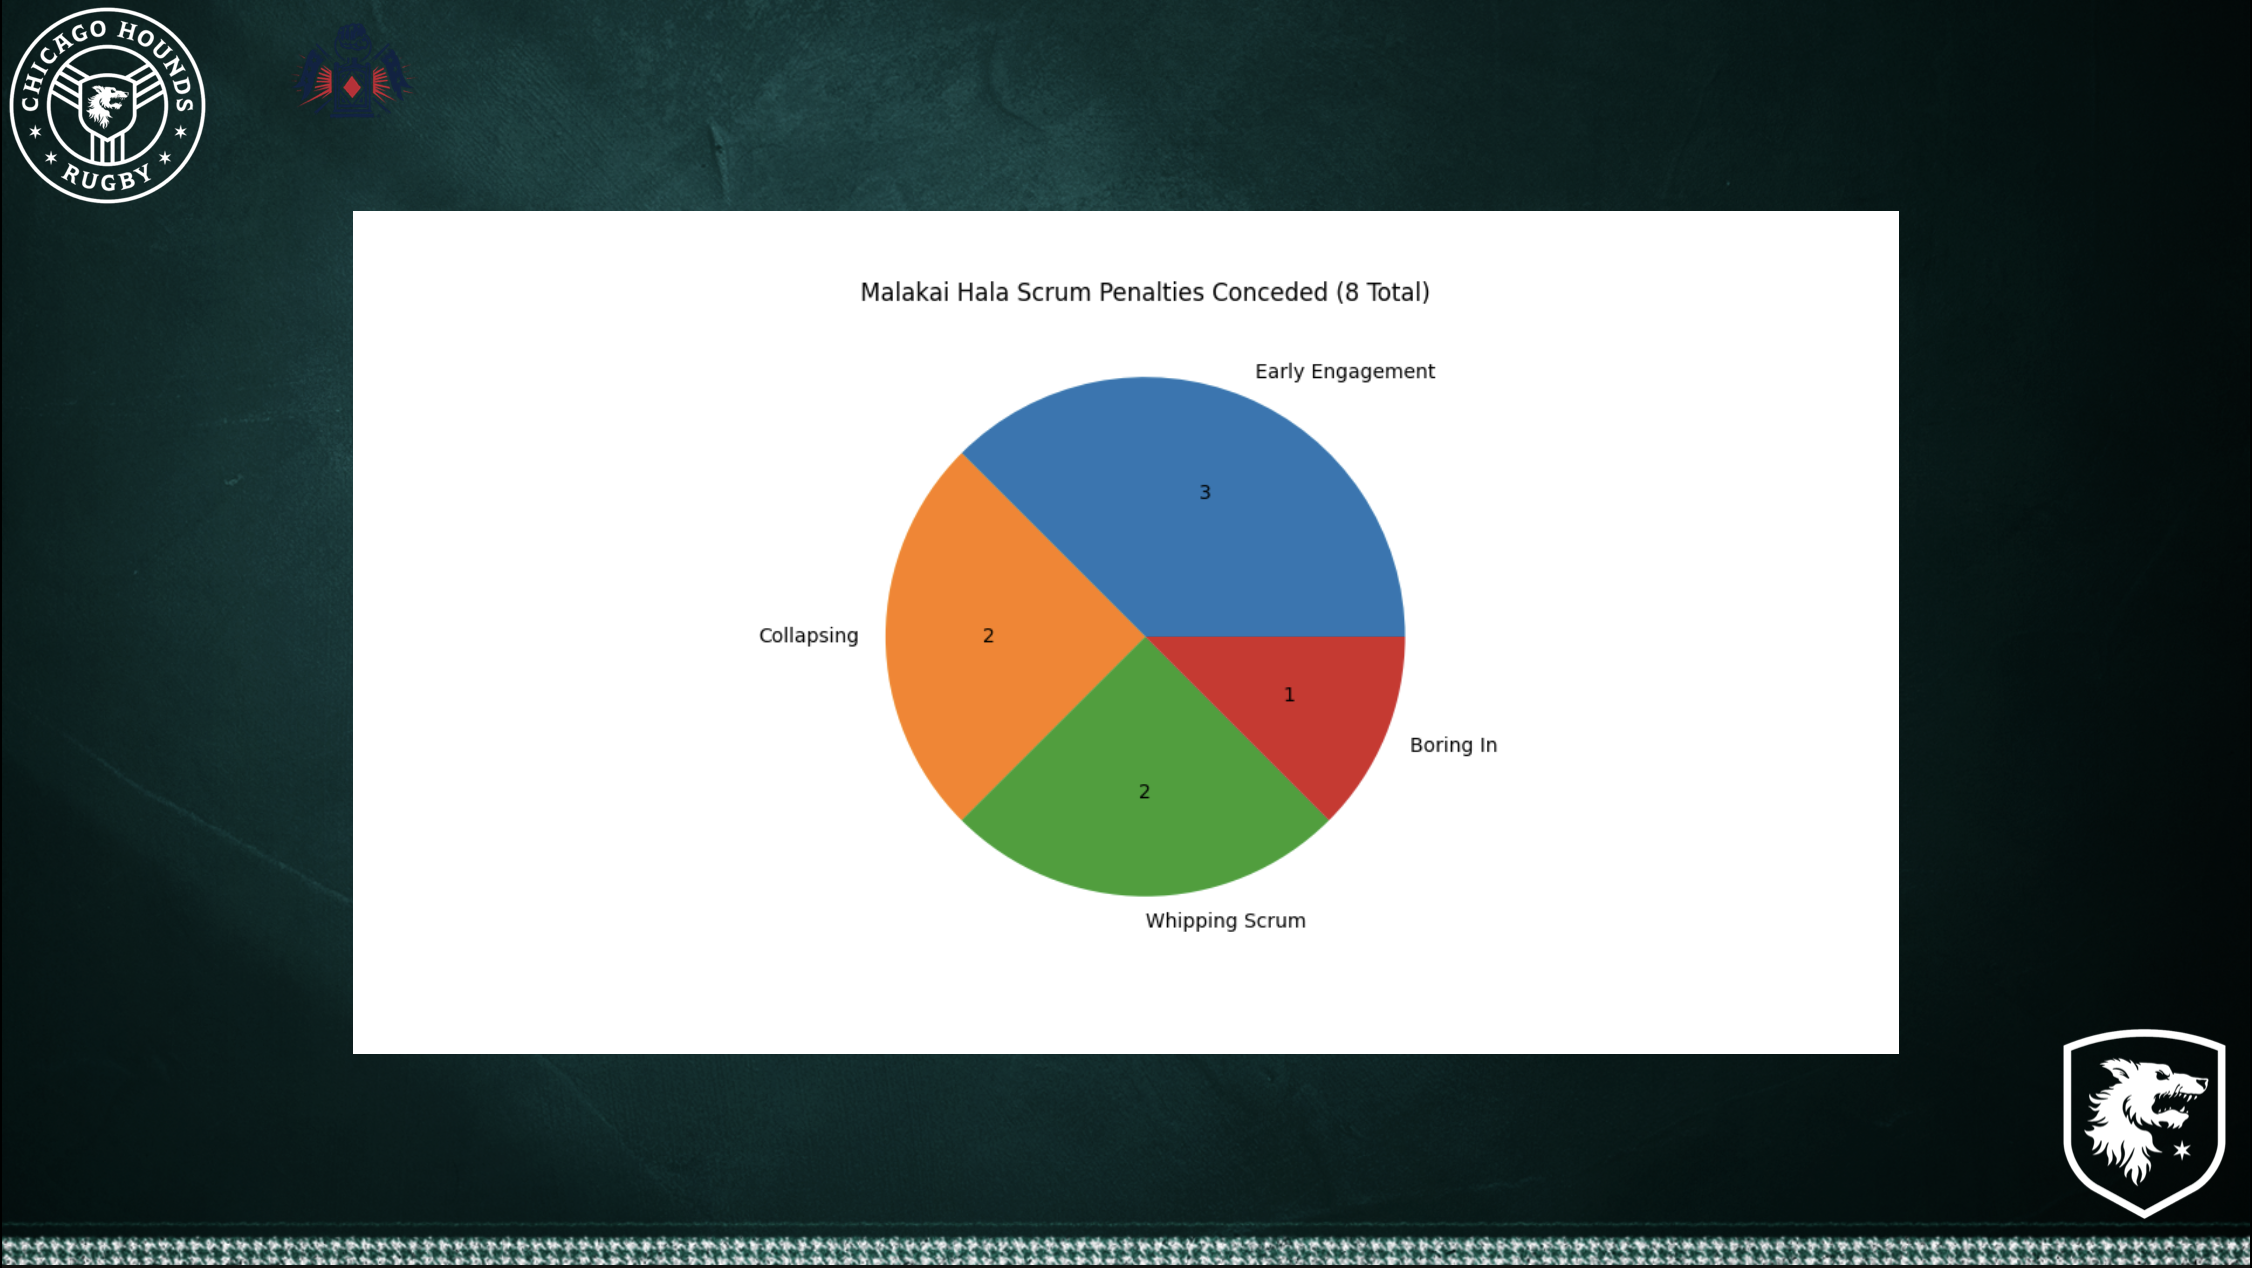 CHICAGO HOUNDS
RUGBY
Malakai Hala Scrum Penalties Conceded (8 Total)
Early Engagement
3
Collapsing
2
1
Boring In
2
Whipping Scrum